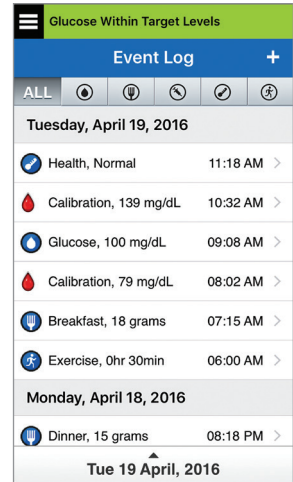 Glucose Within Target Levels
Event Log +
ALL
Tuesday, April 19, 2016
Health, Normal 11:18 AM >
Calibration, 139 mg/dL 10:32 AM >
Glucose, 100 mg/dL 09:08 AM >
Calibration, 79 mg/dL 08:02 AM >
Breakfast, 18 grams 07:15 AM >
Exercise, 0hr 30min 06:00 AM >
Monday, April 18, 2016
Dinner, 15 grams 08:18 PM >
Tue 19 April, 2016